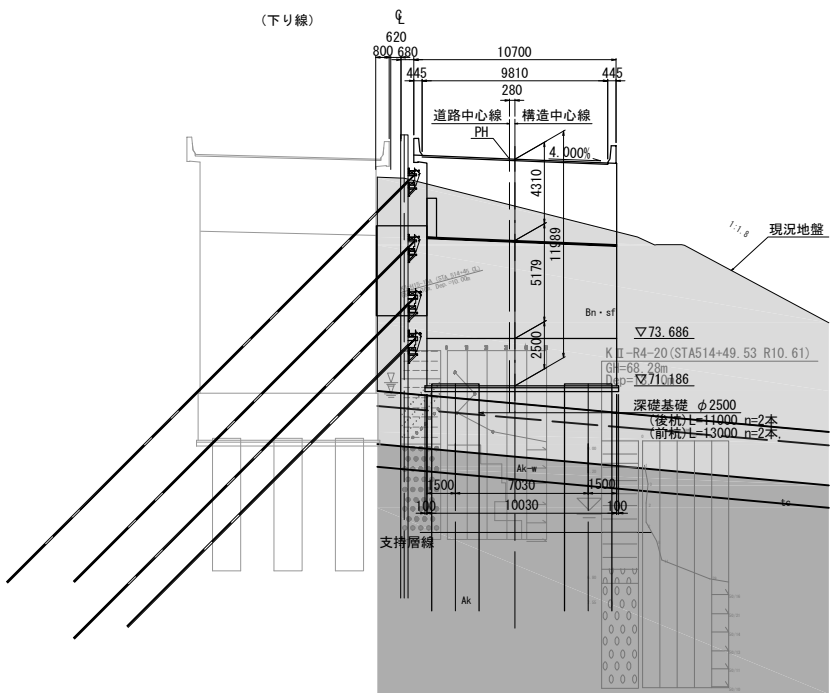 (下り線)
℄
620
800 680
10700
445
9810
445
280
道路中心線
構造中心線
PH
4.000%
4310
11989
5179
2500
1:1.8
現況地盤
Bn・sf
▽73.686
KⅡ-R4-20(STA514+49.53 R10.61)
GH=68.28m
▽71.186
深礎基礎 φ2500
(後杭)L=11000 n=2本
(前杭)L=13000 n=2本
Ak-w
1500
7030
1500
100
10030
100
tc
支持層線
Ak